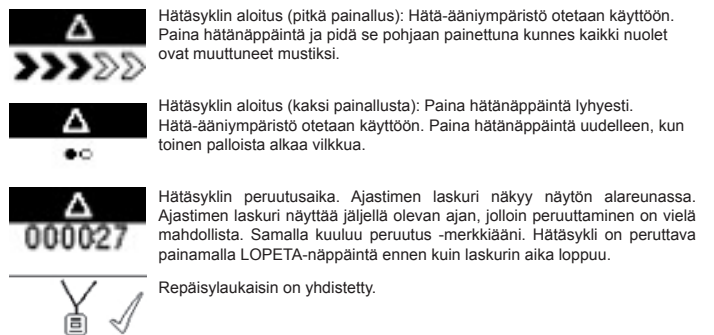 Hätäsyklin aloitus (pitkä painallus): Hätä-ääniympäristö otetaan käyttöön.
Paina hätänäppäintä ja pidä se pohjaan painettuna kunnes kaikki nuolet
ovat muuttuneet mustiksi.
Hätäsyklin aloitus (kaksi painallusta): Paina hätänäppäintä lyhyesti.
Hätä-ääniympäristö otetaan käyttöön. Paina hätänäppäintä uudelleen, kun
toinen palloista alkaa vilkkua.
Hätäsyklin peruutusaika. Ajastimen laskuri näkyy näytön alareunassa.
Ajastimen laskuri näyttää jäljellä olevan ajan, jolloin peruuttaminen on vielä
mahdollista. Samalla kuuluu peruutus -merkkiääni. Hätäsykli on peruttava
painamalla LOPETA-näppäintä ennen kuin laskurin aika loppuu.
000027
Repäisylaukaisin on yhdistetty.